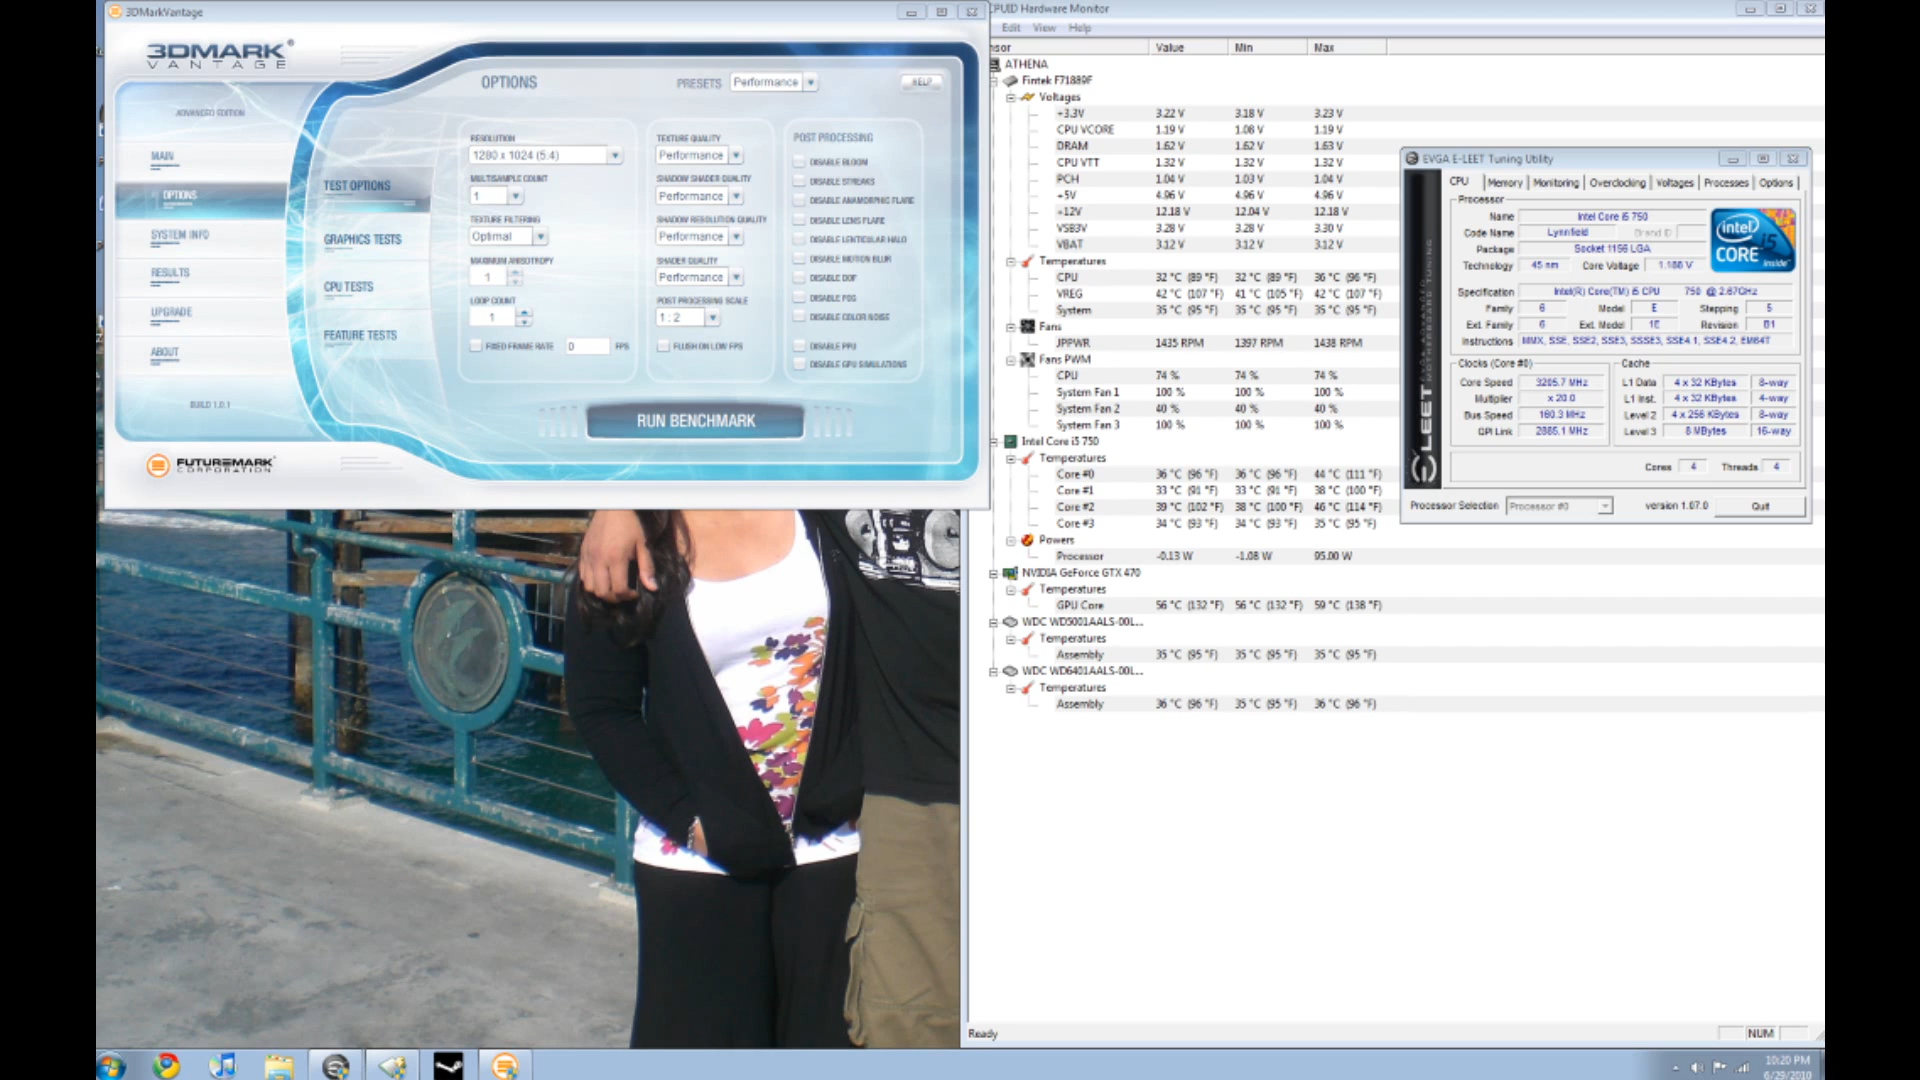 3DMarkVantage
3DMARK®
VANTAGE
ADVANCED EDITION
MAIN
OPTIONS
SYSTEM INFO
RESULTS
UPGRADE
ABOUT
BUILD 1.0.1
FUTUREMARK
CORPORATION
TEST OPTIONS
GRAPHICS TESTS
CPU TESTS
FEATURE TESTS
OPTIONS
PRESETS Performance
HELP
RESOLUTION
1280 x 1024 (5:4)
MULTISAMPLE COUNT
1
TEXTURE FILTERING
Optimal
MAXIMUM ANISOTROPY
1
LOOP COUNT
1
FIXED FRAME RATE 0 FPS
TEXTURE QUALITY
Performance
SHADOW SHADER QUALITY
Performance
SHADOW RESOLUTION QUALITY
Performance
SHADER QUALITY
Performance
POST PROCESSING SCALE
1 : 2
FLUSH ON LOW FPS
POST PROCESSING
DISABLE BLOOM
DISABLE STREAKS
DISABLE ANAMORPHIC FLARE
DISABLE LENS FLARE
DISABLE LENTICULAR HALO
DISABLE MOTION BLUR
DISABLE DOF
DISABLE FOG
DISABLE COLOR NOISE
DISABLE PPU
DISABLE GPU SIMULATIONS
RUN BENCHMARK
CPUID Hardware Monitor
Edit View Help
nsor Value Min Max
ATHENA
Fintek F71889F
Voltages
+3.3V 3.22 V 3.18 V 3.23 V
CPU VCORE 1.19 V 1.08 V 1.19 V
DRAM 1.62 V 1.62 V 1.63 V
CPU VTT 1.32 V 1.32 V 1.32 V
PCH 1.04 V 1.03 V 1.04 V
+5V 4.96 V 4.96 V 4.96 V
+12V 12.18 V 12.04 V 12.18 V
VSB3V 3.28 V 3.28 V 3.30 V
VBAT 3.12 V 3.12 V 3.12 V
Temperatures
CPU 32 °C (89 °F) 32 °C (89 °F) 36 °C (96 °F)
VREG 42 °C (107 °F) 41 °C (105 °F) 42 °C (107 °F)
System 35 °C (95 °F) 35 °C (95 °F) 35 °C (95 °F)
Fans
JPPWR 1435 RPM 1397 RPM 1438 RPM
Fans PWM
CPU 74 % 74 % 74 %
System Fan 1 100 % 100 % 100 %
System Fan 2 40 % 40 % 40 %
System Fan 3 100 % 100 % 100 %
Intel Core i5 750
Temperatures
Core #0 36 °C (96 °F) 36 °C (96 °F) 44 °C (111 °F)
Core #1 33 °C (91 °F) 33 °C (91 °F) 38 °C (100 °F)
Core #2 39 °C (102 °F) 38 °C (100 °F) 46 °C (114 °F)
Core #3 34 °C (93 °F) 34 °C (93 °F) 35 °C (95 °F)
Powers
Processor -0.13 W -1.08 W 95.00 W
NVIDIA GeForce GTX 470
Temperatures
GPU Core 56 °C (132 °F) 56 °C (132 °F) 59 °C (138 °F)
WDC WD5001AALS-00L...
Temperatures
Assembly 35 °C (95 °F) 35 °C (95 °F) 35 °C (95 °F)
WDC WD6401AALS-00L...
Temperatures
Assembly 36 °C (96 °F) 35 °C (95 °F) 36 °C (96 °F)
Ready NUM
EVGA E-LEET Tuning Utility
CPU Memory Monitoring Overclocking Voltages Processes Options
Processor
Name Intel Core i5 750
Code Name Lynnfield Brand ID
Package Socket 1156 LGA
Technology 45 nm Core Voltage 1.188 V
intel CORE i5 inside
Specification Intel(R) Core(TM) i5 CPU 750 @ 2.67GHz
Family 6 Model E Stepping 5
Ext. Family 6 Ext. Model 1E Revision B1
Instructions MMX, SSE, SSE2, SSE3, SSSE3, SSE4.1, SSE4.2, EM64T
Clocks (Core #0)
Core Speed 3205.7 MHz
Multiplier x 20.0
Bus Speed 160.3 MHz
QPI Link 2885.1 MHz
Cache
L1 Data 4 x 32 KBytes 8-way
L1 Inst. 4 x 32 KBytes 4-way
Level 2 4 x 256 KBytes 8-way
Level 3 8 MBytes 16-way
Cores 4 Threads 4
Processor Selection Processor #0 version 1.07.0 Quit
LEET
10:20 PM
6/29/2010